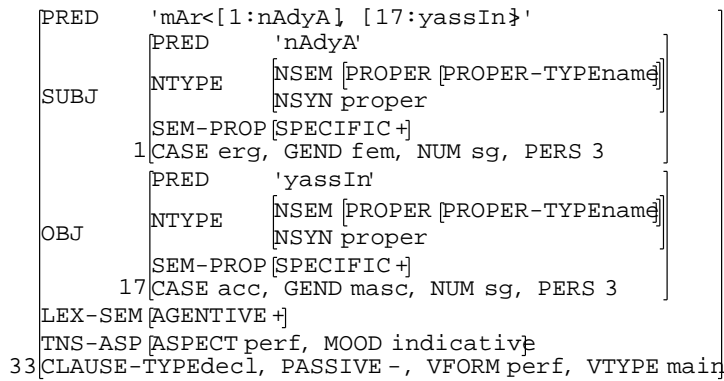 PRED 'mAr<[1:nAdyA], [17:yassIn]>'
PRED 'nAdyA'
NTYPE NSEM PROPER PROPER-TYPE name
NSYN proper
SUBJ
SEM-PROP SPECIFIC +
1 CASE erg, GEND fem, NUM sg, PERS 3
PRED 'yassIn'
NTYPE NSEM PROPER PROPER-TYPE name
NSYN proper
OBJ
SEM-PROP SPECIFIC +
17 CASE acc, GEND masc, NUM sg, PERS 3
LEX-SEM AGENTIVE +
TNS-ASP ASPECT perf, MOOD indicative
33 CLAUSE-TYPE decl, PASSIVE -, VFORM perf, VTYPE main